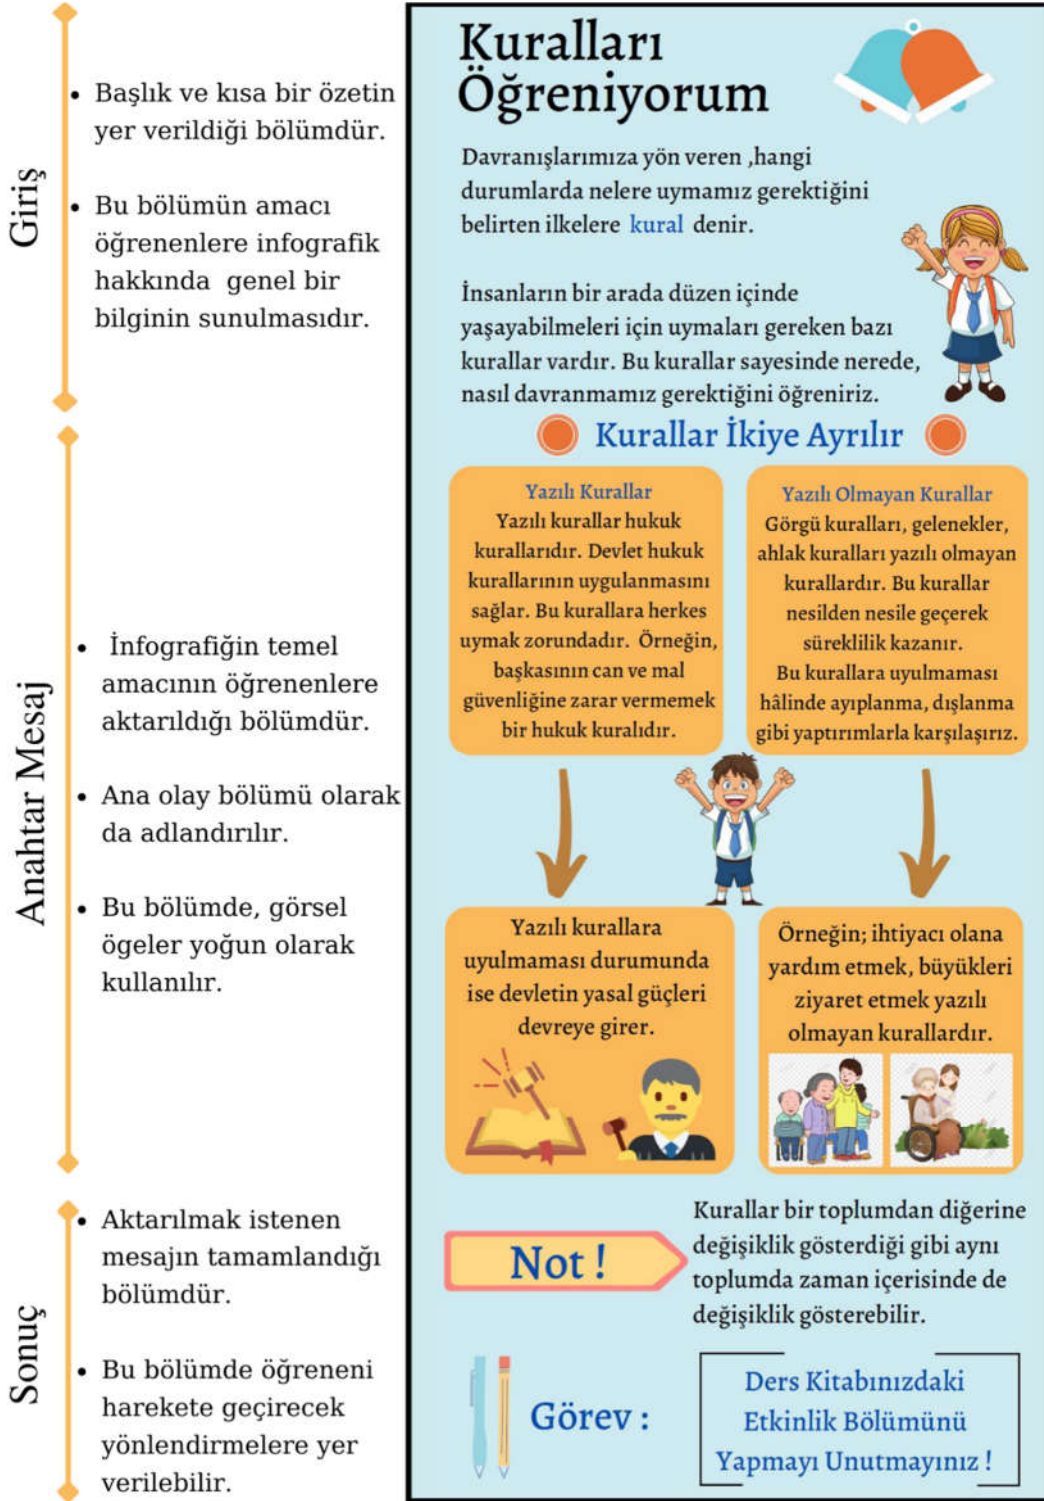 Giriş
• Başlık ve kısa bir özetin
yer verildiği bölümdür.
• Bu bölümün amacı
öğrenenlere infografik
hakkında genel bir
bilginin sunulmasıdır.
Anahtar Mesaj
• İnfografiğin temel
amacının öğrenenlere
aktarıldığı bölümdür.
• Ana olay bölümü olarak
da adlandırılır.
• Bu bölümde, görsel
ögeler yoğun olarak
kullanılır.
Sonuç
• Aktarılmak istenen
mesajın tamamlandığı
bölümdür.
• Bu bölümde öğreneni
harekete geçirecek
yönlendirmelere yer
verilebilir.
Kuralları
Öğreniyorum
Davranışlarımıza yön veren ,hangi
durumlarda nelere uymamız gerektiğini
belirten ilkelere kural denir.
İnsanların bir arada düzen içinde
yaşayabilmeleri için uymaları gereken bazı
kurallar vardır. Bu kurallar sayesinde nerede,
nasıl davranmamız gerektiğini öğreniriz.
Kurallar İkiye Ayrılır
Yazılı Kurallar
Yazılı kurallar hukuk
kurallarıdır. Devlet hukuk
kurallarının uygulanmasını
sağlar. Bu kurallara herkes
uymak zorundadır. Örneğin,
başkasının can ve mal
güvenliğine zarar vermemek
bir hukuk kuralıdır.
Yazılı Olmayan Kurallar
Görgü kuralları, gelenekler,
ahlak kuralları yazılı olmayan
kurallardır. Bu kurallar
nesilden nesile geçerek
süreklilik kazanır.
Bu kurallara uyulmaması
hâlinde ayıplanma, dışlanma
gibi yaptırımlarla karşılaşırız.
Yazılı kurallara
uyulmaması durumunda
ise devletin yasal güçleri
devreye girer.
Örneğin; ihtiyacı olana
yardım etmek, büyükleri
ziyaret etmek yazılı
olmayan kurallardır.
Not !
Kurallar bir toplumdan diğerine
değişiklik gösterdiği gibi aynı
toplumda zaman içerisinde de
değişiklik gösterebilir.
Görev :
Ders Kitabınızdaki
Etkinlik Bölümünü
Yapmayı Unutmayınız !